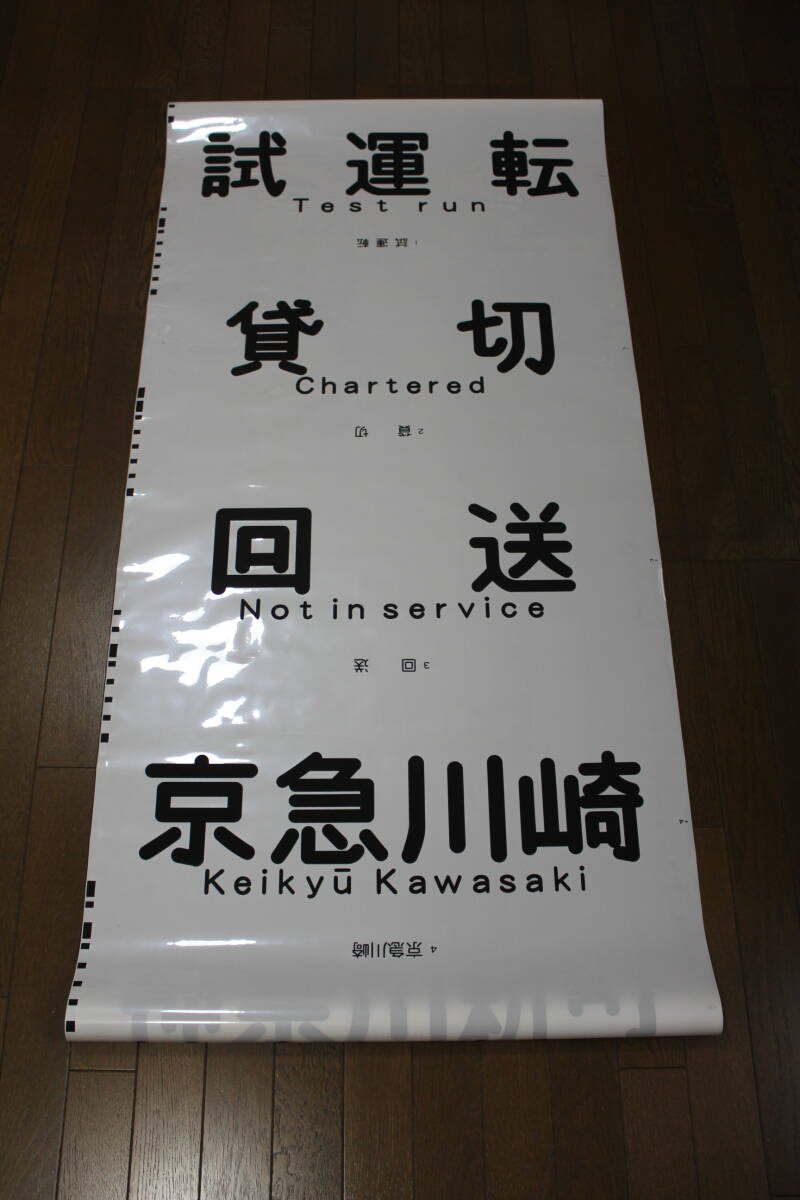 試運転
Test run
1 試運転
貸切
Chartered
2 貸切
回送
Not in service
3 回送
京急川崎
Keikyū Kawasaki
4 京急川崎